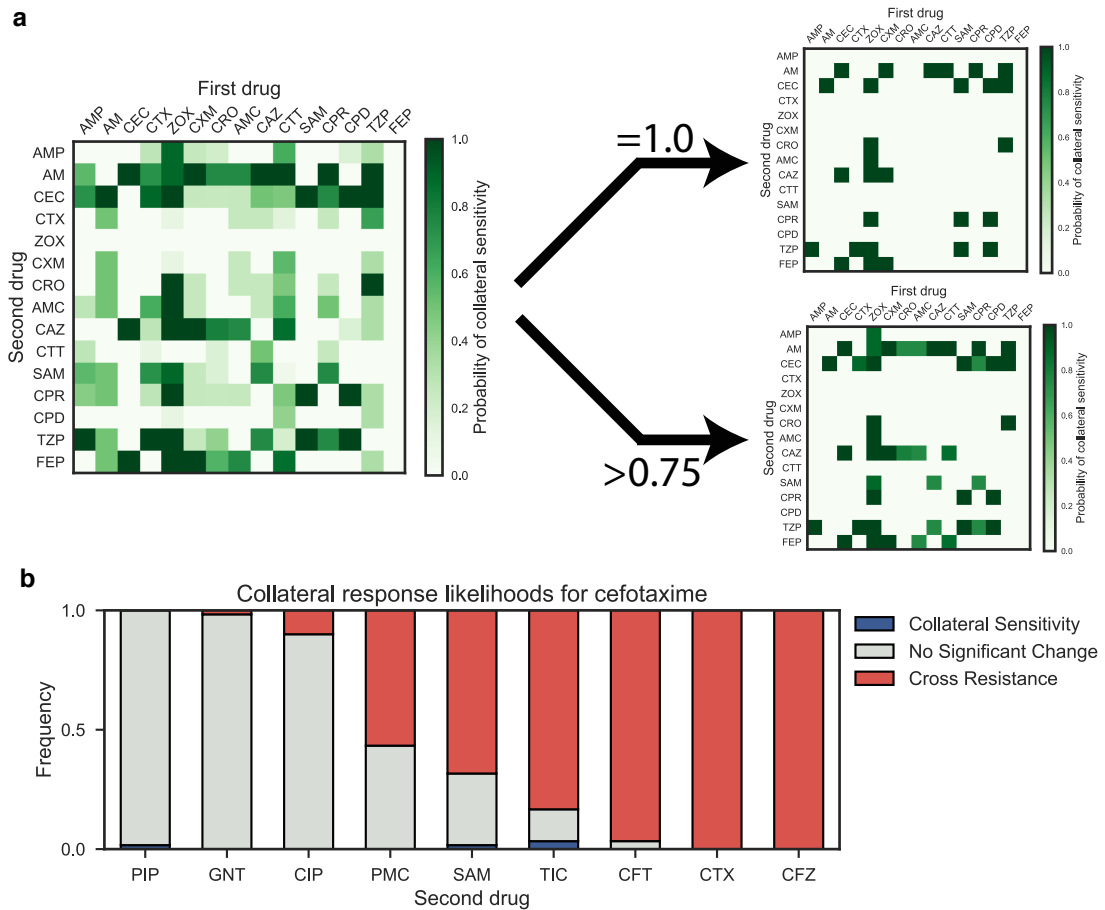 a
First drug
AMP AM CEC CTX ZOX CXM CRO AMC CAZ CTT SAM CPR CPD TZP FEP
Second drug
AMP
AM
CEC
CTX
ZOX
CXM
CRO
AMC
CAZ
CTT
SAM
CPR
CPD
TZP
FEP
1.0
0.8
0.6
0.4
0.2
0.0
Probability of collateral sensitivity
=1.0
>0.75
First drug
AMP AM CEC CTX ZOX CXM CRO AMC CAZ CTT SAM CPR CPD TZP FEP
Second drug
AMP
AM
CEC
CTX
ZOX
CXM
CRO
AMC
CAZ
CTT
SAM
CPR
CPD
TZP
FEP
1.0
0.8
0.6
0.4
0.2
0.0
Probability of collateral sensitivity
First drug
AMP AM CEC CTX ZOX CXM CRO AMC CAZ CTT SAM CPR CPD TZP FEP
Second drug
AMP
AM
CEC
CTX
ZOX
CXM
CRO
AMC
CAZ
CTT
SAM
CPR
CPD
TZP
FEP
1.0
0.8
0.6
0.4
0.2
0.0
Probability of collateral sensitivity
b
Collateral response likelihoods for cefotaxime
Frequency
1.0
0.5
0.0
PIP GNT CIP PMC SAM TIC CFT CTX CFZ
Second drug
Collateral Sensitivity
No Significant Change
Cross Resistance